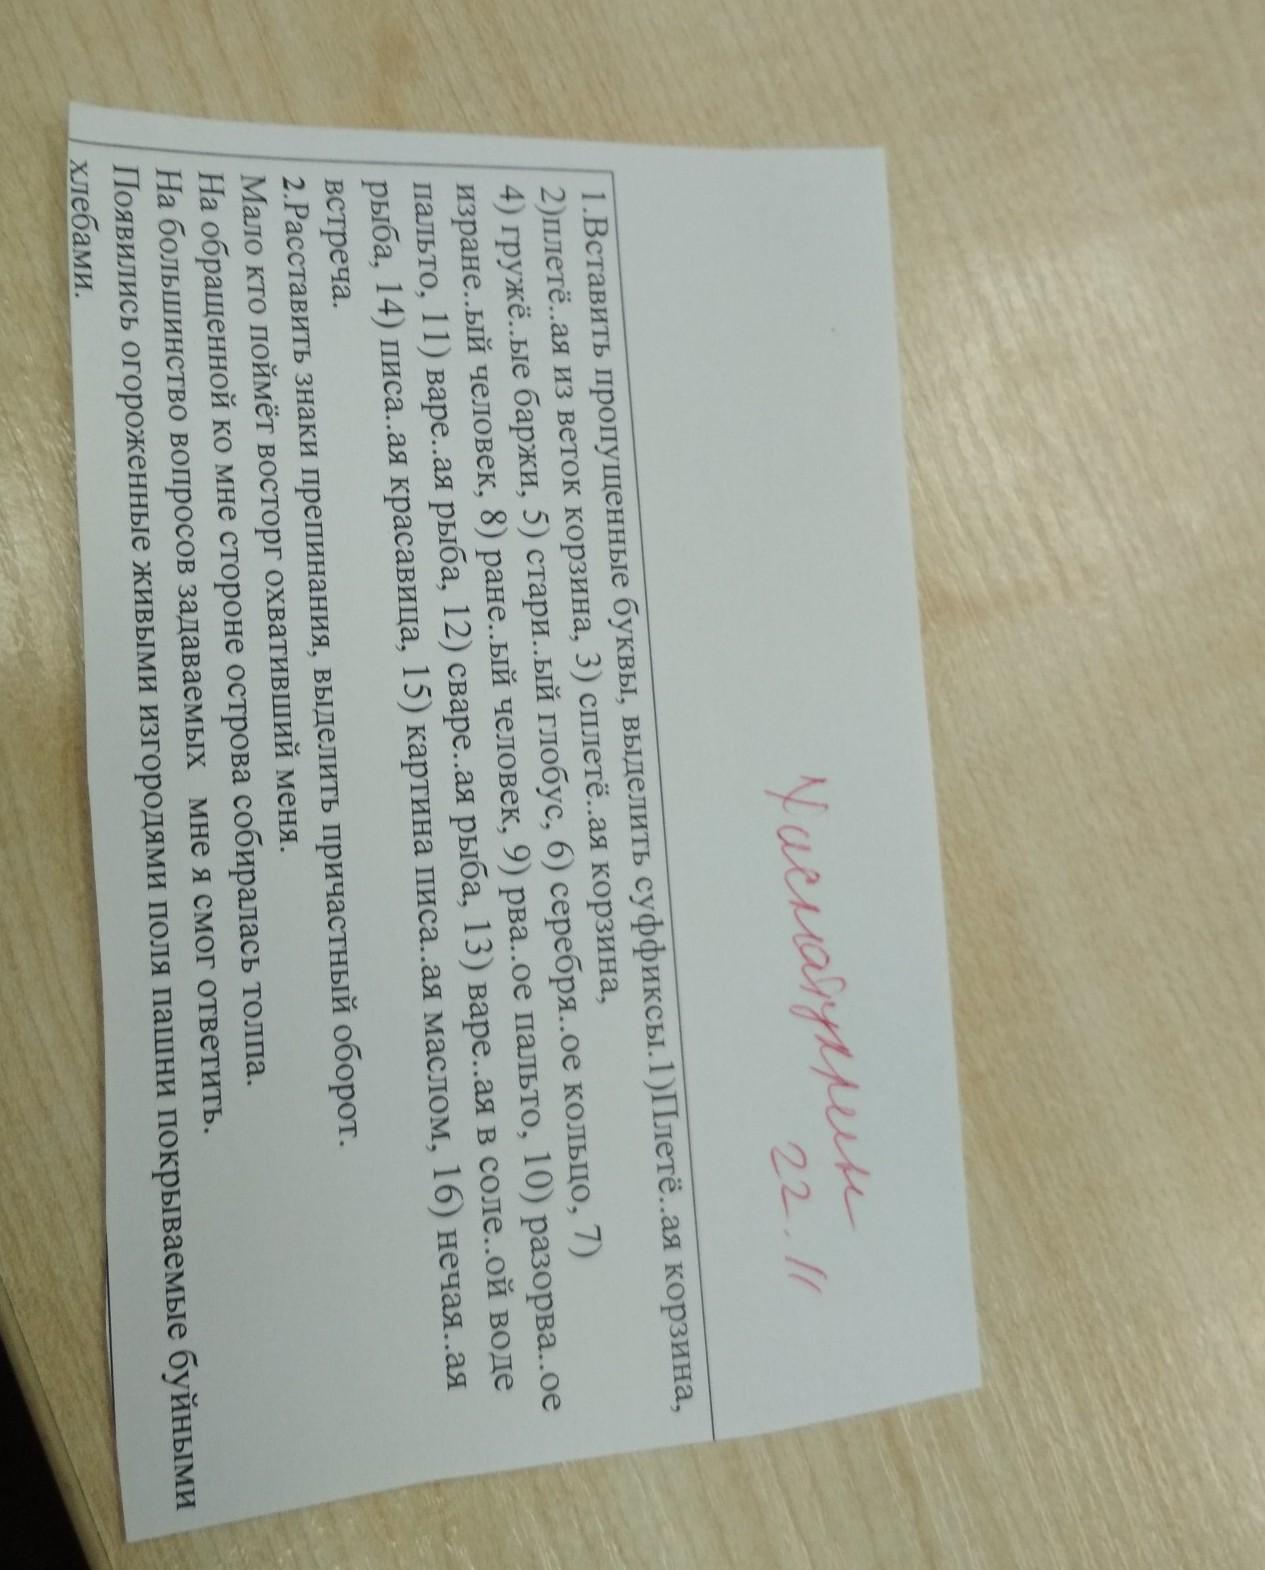 22.11
1.Вставить пропущенные буквы, выделить суффиксы.1)Плетё..ая корзина,
2)плетё..ая из веток корзина, 3) сплетё..ая корзина,
4) гружё..ые баржи, 5) стари..ый глобус, 6) серебря..ое кольцо, 7)
изране..ый человек, 8) ране..ый человек, 9) рва..ое пальто, 10) разорва..ое
пальто, 11) варе..ая рыба, 12) сваре..ая рыба, 13) варе..ая в соле..ой воде
рыба, 14) писа..ая красавица, 15) картина писа..ая маслом, 16) нечая..ая
встреча.
2.Расставить знаки препинания, выделить причастный оборот.
Мало кто поймёт восторг охвативший меня.
На обращенной ко мне стороне острова собиралась толпа.
На большинство вопросов задаваемых мне я смог ответить.
Появились огороженные живыми изгородями поля пашни покрываемые буйными
хлебами.